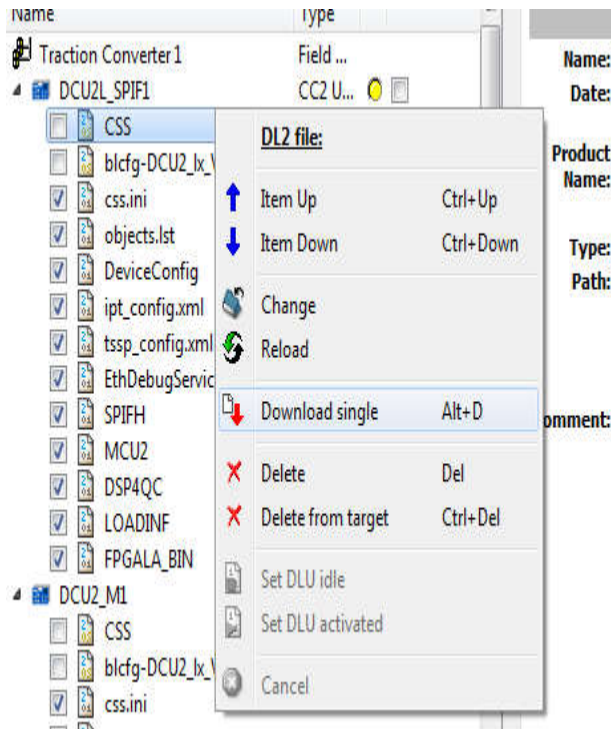 Name Type
Traction Converter 1 Field ...
Name:
DCU2L_SPIF1 CC2 U...
Date:
CSS
DL2 file:
blcfg-DCU2_lx_
Product
Name:
css.ini
Item Up Ctrl+Up
objects.lst
Item Down Ctrl+Down
Type:
DeviceConfig
Path:
ipt_config.xml
Change
tssp_config.xml
Reload
EthDebugServic
SPIFH
Download single Alt+D
omment:
MCU2
DSP4QC
Delete Del
LOADINF
Delete from target Ctrl+Del
FPGALA_BIN
Set DLU idle
DCU2_M1
CSS
Set DLU activated
blcfg-DCU2_lx_
Cancel
css.ini